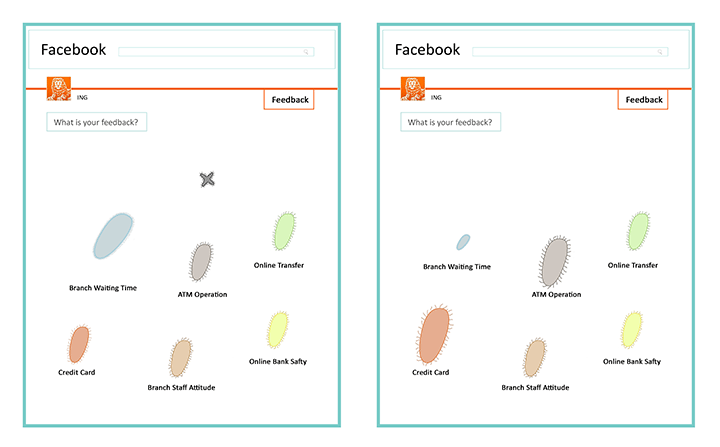 Facebook
ING
Feedback
What is your feedback?
Online Transfer
Branch Waiting Time
ATM Operation
Online Bank Safty
Credit Card
Branch Staff Attitude
Facebook
ING
Feedback
What is your feedback?
Online Transfer
Branch Waiting Time
ATM Operation
Online Bank Safty
Credit Card
Branch Staff Attitude